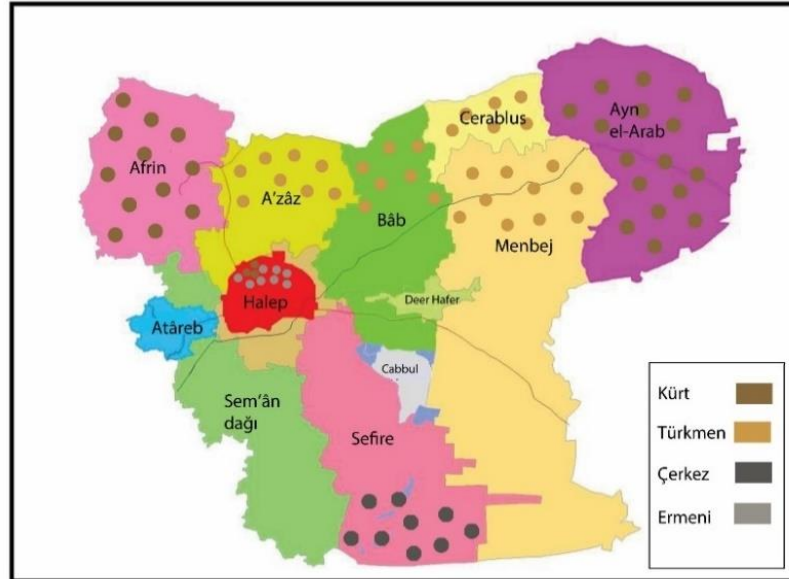 Cerablus
Ayn
el-Arab
Afrin
A'zâz
Bâb
Menbej
Halep
Deer Hafer
Atâreb
Cabbul
Sem'ân
dağı
Sefire
Kürt
Türkmen
Çerkez
Ermeni